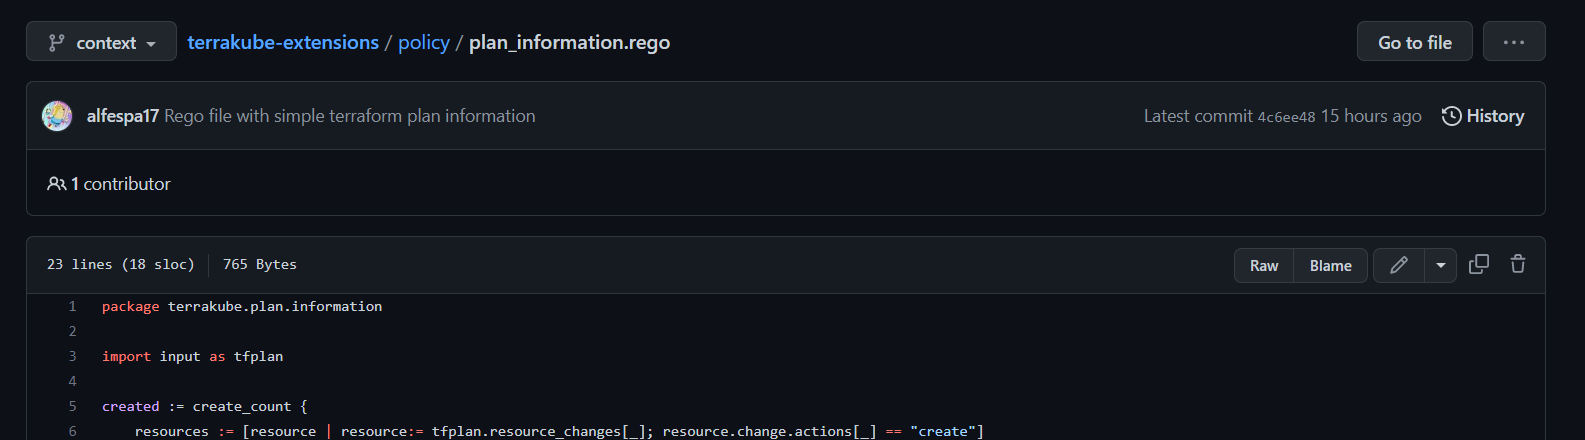 context terrakube-extensions / policy / plan_information.rego Go to file ...
alfespa17 Rego file with simple terraform plan information Latest commit 4c6ee48 15 hours ago History
1 contributor
23 lines (18 sloc) 765 Bytes Raw Blame
1 package terrakube.plan.information
2
3 import input as tfplan
4
5 created := create_count {
6     resources := [resource | resource:= tfplan.resource_changes[_]; resource.change.actions[_] == "create"]